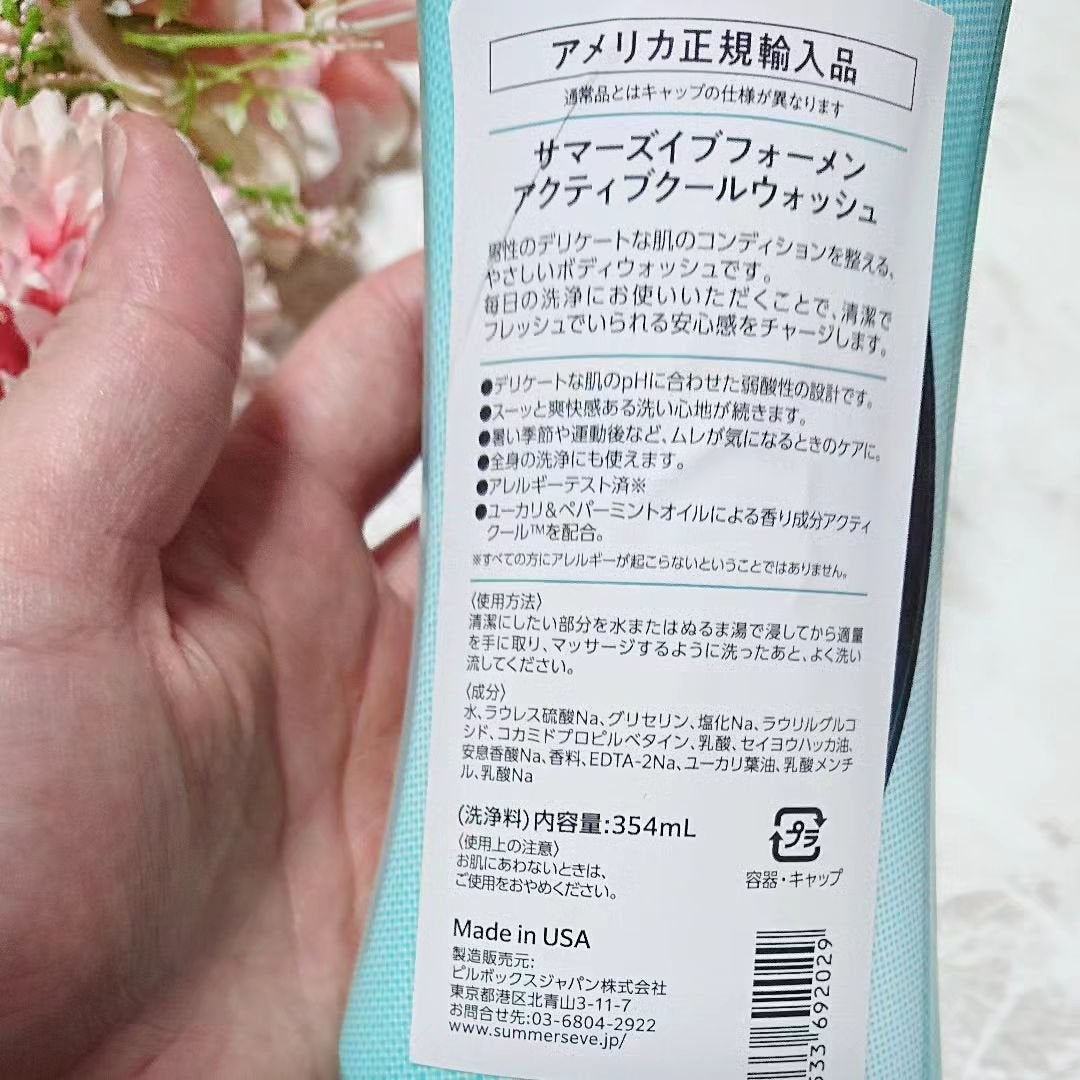 アメリカ正規輸入品
通常品とはキャップの仕様が異なります
サマーズイブフォーメン
アクティブクールウォッシュ
男性のデリケートな肌のコンディションを整える、
やさしいボディウォッシュです。
毎日の洗浄にお使いいただくことで、清潔で
フレッシュでいられる安心感をチャージします。
●デリケートな肌のpHに合わせた弱酸性の設計です。
●スーッと爽快感ある洗い心地が続きます。
●暑い季節や運動後など、ムレが気になるときのケアに。
●全身の洗浄にも使えます。
●アレルギーテスト済※
●ユーカリ&ペパーミントオイルによる香り成分アクティ
クール™を配合。
※すべての方にアレルギーが起こらないということではありません。
〈使用方法〉
清潔にしたい部分を水またはぬるま湯で浸してから適量
を手に取り、マッサージするように洗ったあと、よく洗い
流してください。
〈成分〉
水、ラウレス硫酸Na、グリセリン、塩化Na、ラウリルグルコ
シド、コカミドプロピルベタイン、乳酸、セイヨウハッカ油、
安息香酸Na、香料、EDTA-2Na、ユーカリ葉油、乳酸メンチ
ル、乳酸Na
(洗浄料)内容量:354mL
〈使用上の注意〉
お肌にあわないときは、
ご使用をおやめください。
プラ
容器・キャップ
Made in USA
製造販売元:
ピルボックスジャパン株式会社
東京都港区北青山3-11-7
お問合せ先:03-6804-2922
www.summerseve.jp/
533 692029